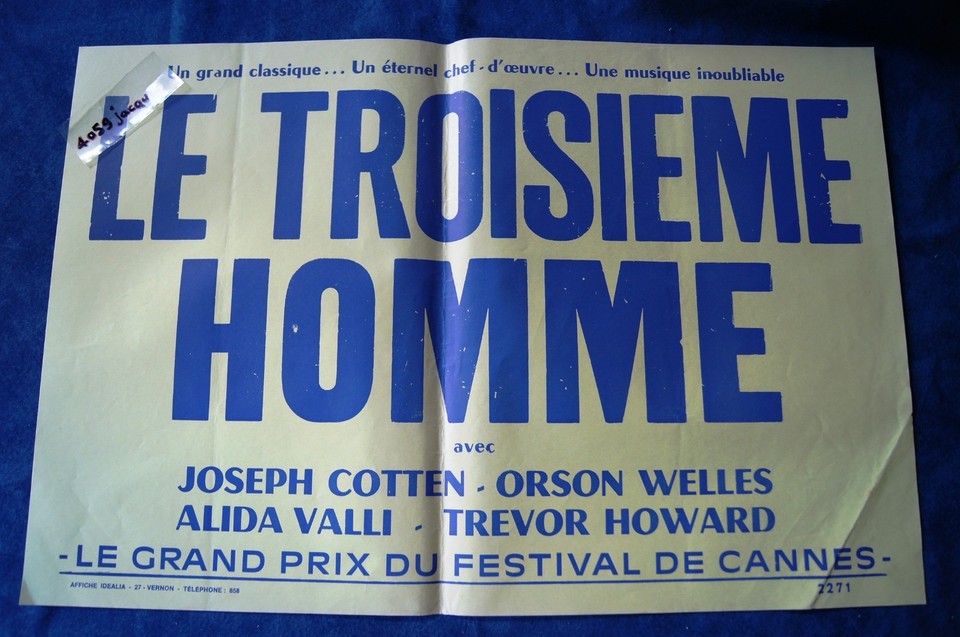 Un grand classique... Un éternel chef-d'œuvre... Une musique inoubliable
4059 jacqu
LE TROISIEME
HOMME
avec
JOSEPH COTTEN - ORSON WELLES
ALIDA VALLI - TREVOR HOWARD
-LE GRAND PRIX DU FESTIVAL DE CANNES-
AFFICHE IDEALIA - 27 - VERNON - TELEPHONE : 858
2271